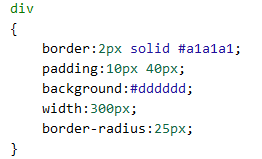 div
{
border:2px solid #a1a1a1;
padding:10px 40px;
background:#dddddd;
width:300px;
border-radius:25px;
}